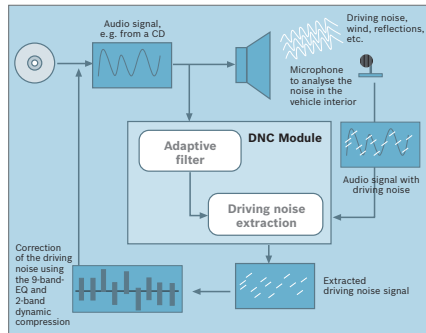 Audio signal,
e.g. from a CD
Driving noise,
wind, reflections,
etc.
Microphone
to analyse the
noise in the
vehicle interior
DNC Module
Adaptive
filter
Audio signal with
driving noise
Driving noise
extraction
Correction
of the driving
noise using
the 9-band-
EQ and
2-band
dynamic
compression
Extracted
driving noise signal